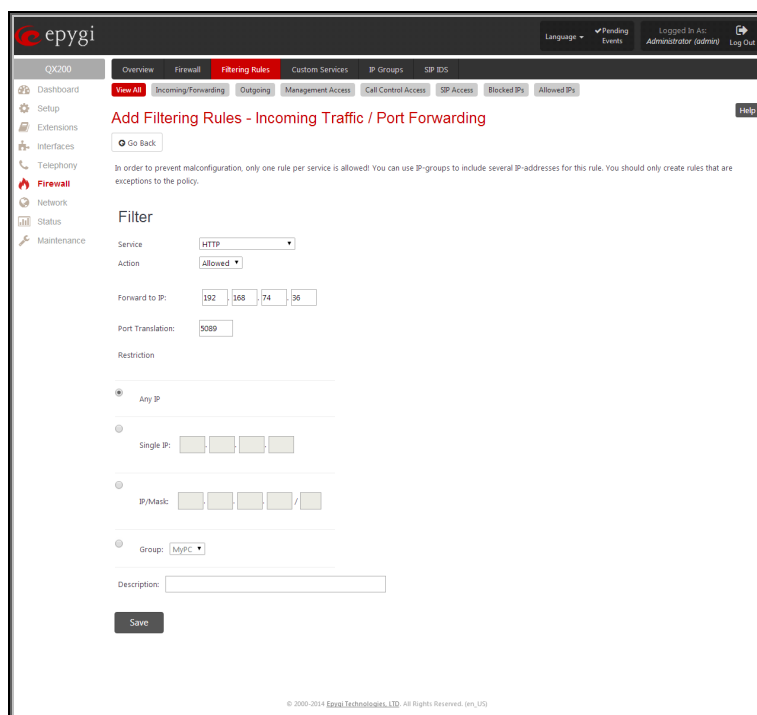 epygi
Language
Pending Events
Logged In As:
Administrator (admin)
Log Out
QX200
Dashboard
Setup
Extensions
Interfaces
Telephony
Firewall
Network
Status
Maintenance
Overview Firewall Filtering Rules Custom Services IP Groups SIP IDS
View All Incoming/Forwarding Outgoing Management Access Call Control Access SIP Access Blocked IPs Allowed IPs
Add Filtering Rules - Incoming Traffic / Port Forwarding
Help
Go Back
In order to prevent malconfiguration, only one rule per service is allowed! You can use IP-groups to include several IP-addresses for this rule. You should only create rules that are
exceptions to the policy.
Filter
Service HTTP
Action Allowed
Forward to IP: 192 . 168 . 74 . 36
Port Translation: 5089
Restriction
Any IP
Single IP: . . .
IP/Mask: . . . /
Group: MyPC
Description:
Save
© 2000-2014 Epygi Technologies, LTD. All Rights Reserved. (en_US)